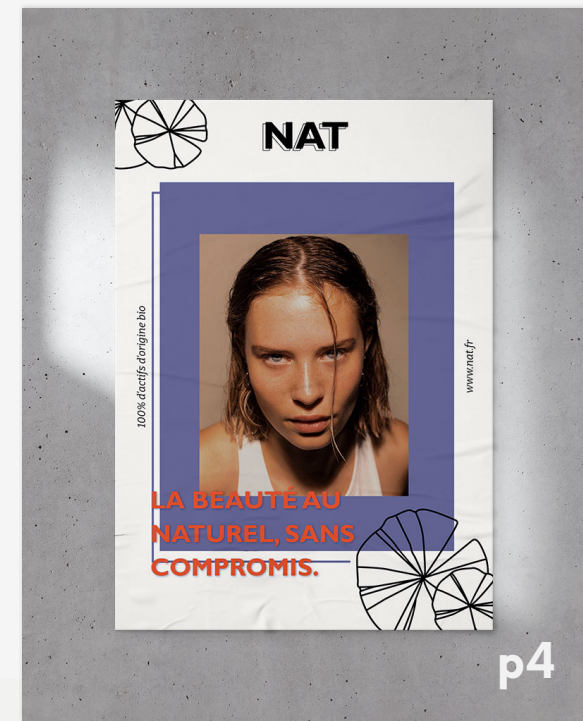 NAT
100% d'actifs d'origine bio
www.nat.fr
LA BEAUTÉ AU
NATUREL, SANS
COMPROMIS.
p4